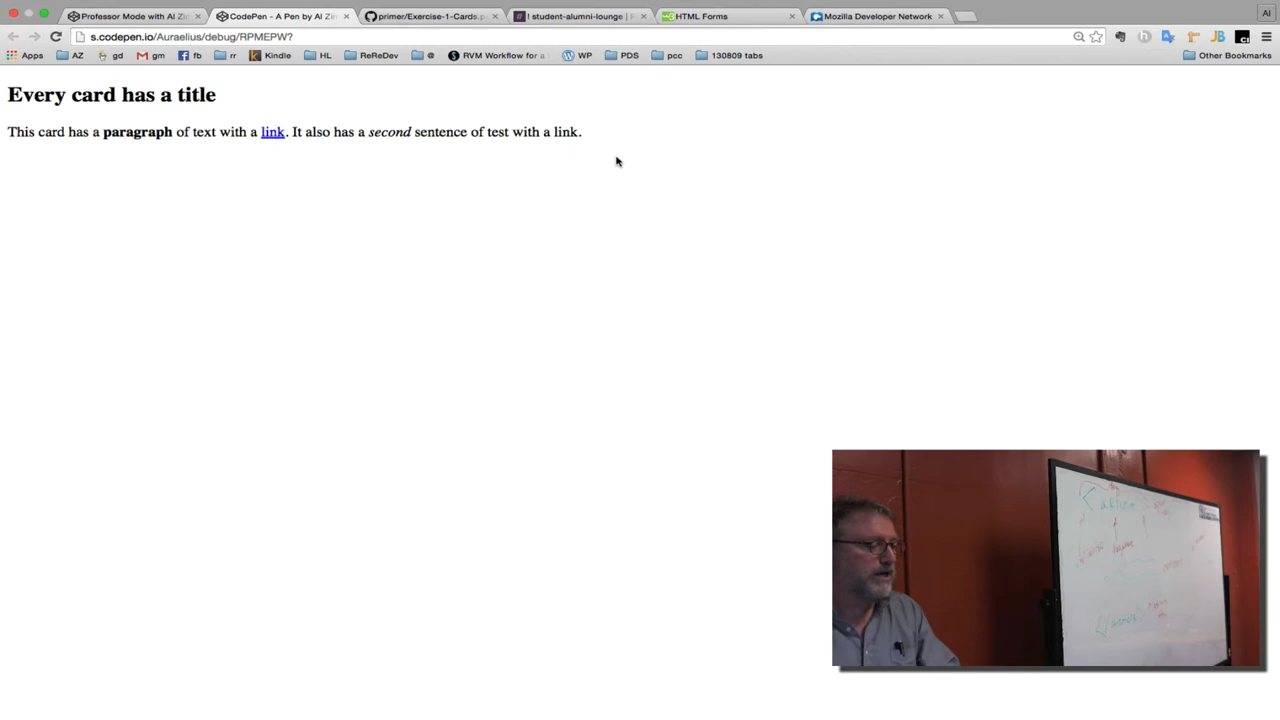 Professor Mode with Al Zi
CodePen - A Pen by Al Zi
primer/Exercise-1-Cards.
! student-alumni-lounge | R
HTML Forms
Mozilla Developer Network
Al
s.codepen.io/Auraelius/debug/RPMEPW?
Apps AZ gd gm fb rr Kindle HL ReReDev @ RVM Workflow for a WP PDS pcc 130809 tabs Other Bookmarks
Every card has a title
This card has a paragraph of text with a link. It also has a second sentence of test with a link.